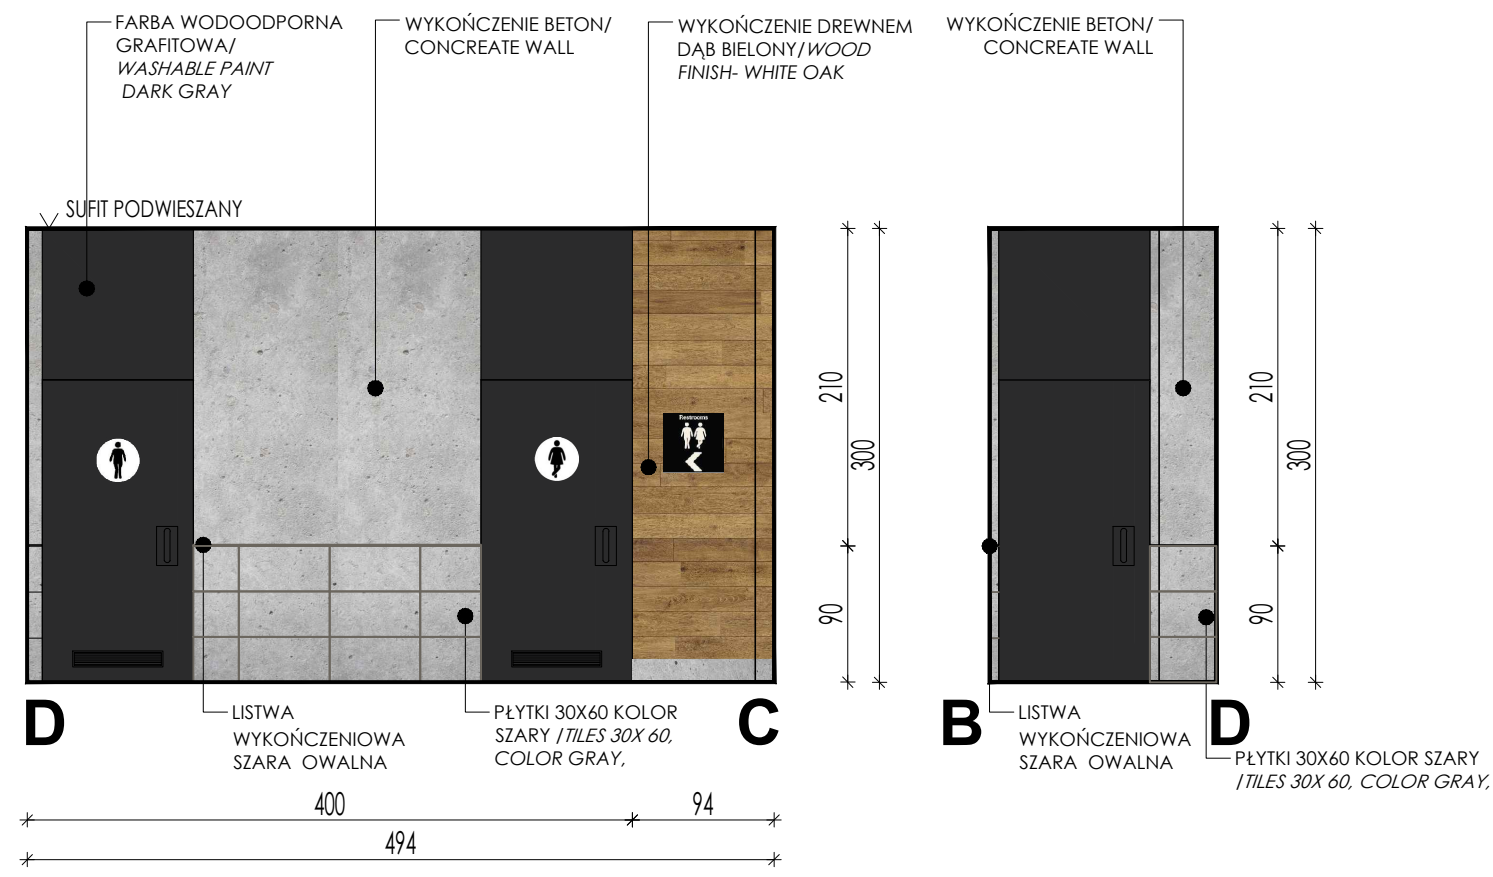 FARBA WODOODPORNA
GRAFITOWA/
WASHABLE PAINT
DARK GRAY
WYKOŃCZENIE BETON/
CONCREATE WALL
WYKOŃCZENIE DREWNEM
DĄB BIELONY/WOOD
FINISH- WHITE OAK
WYKOŃCZENIE BETON/
CONCREATE WALL
SUFIT PODWIESZANY
Restrooms
210
300
90
210
300
90
D
C
B
D
LISTWA
WYKOŃCZENIOWA
SZARA OWALNA
PŁYTKI 30X60 KOLOR
SZARY /TILES 30X 60,
COLOR GRAY,
LISTWA
WYKOŃCZENIOWA
SZARA OWALNA
PŁYTKI 30X60 KOLOR SZARY
/TILES 30X 60, COLOR GRAY,
400
94
494